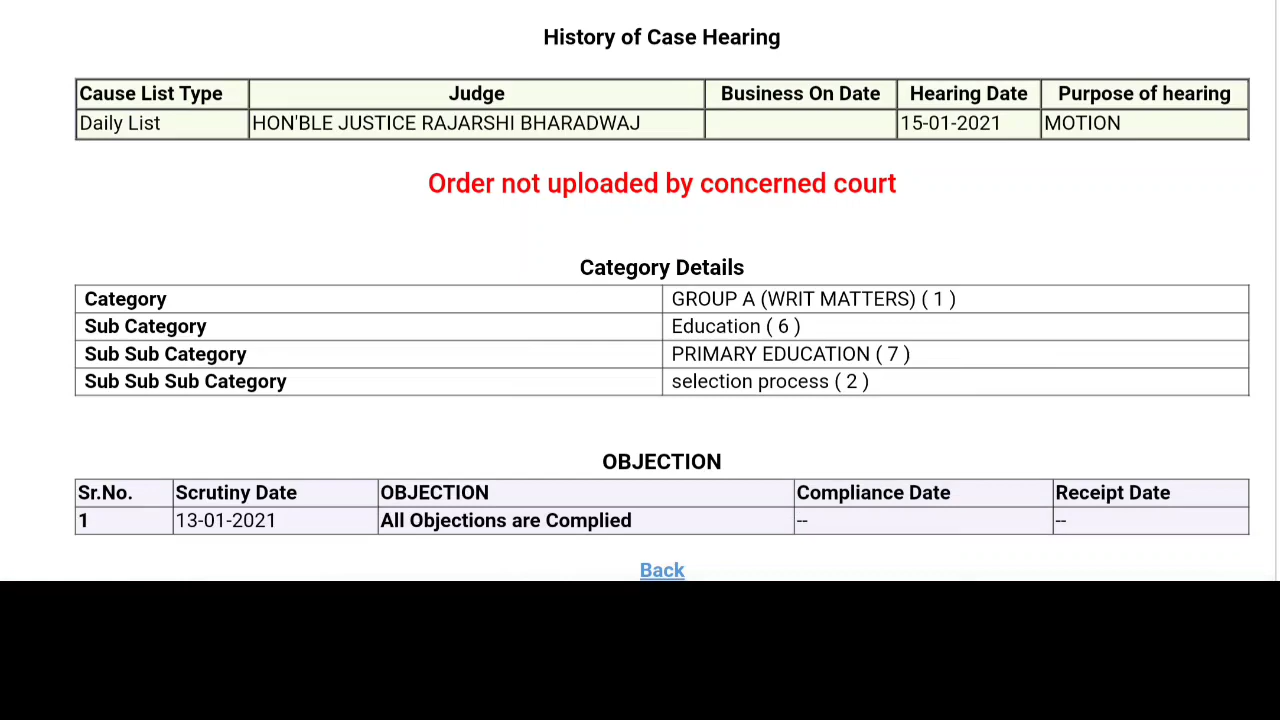 History of Case Hearing
Cause List Type Judge Business On Date Hearing Date Purpose of hearing
Daily List HON'BLE JUSTICE RAJARSHI BHARADWAJ 15-01-2021 MOTION
Order not uploaded by concerned court
Category Details
Category GROUP A (WRIT MATTERS) ( 1 )
Sub Category Education ( 6 )
Sub Sub Category PRIMARY EDUCATION ( 7 )
Sub Sub Sub Category selection process ( 2 )
OBJECTION
Sr.No. Scrutiny Date OBJECTION Compliance Date Receipt Date
1 13-01-2021 All Objections are Complied -- --
Back